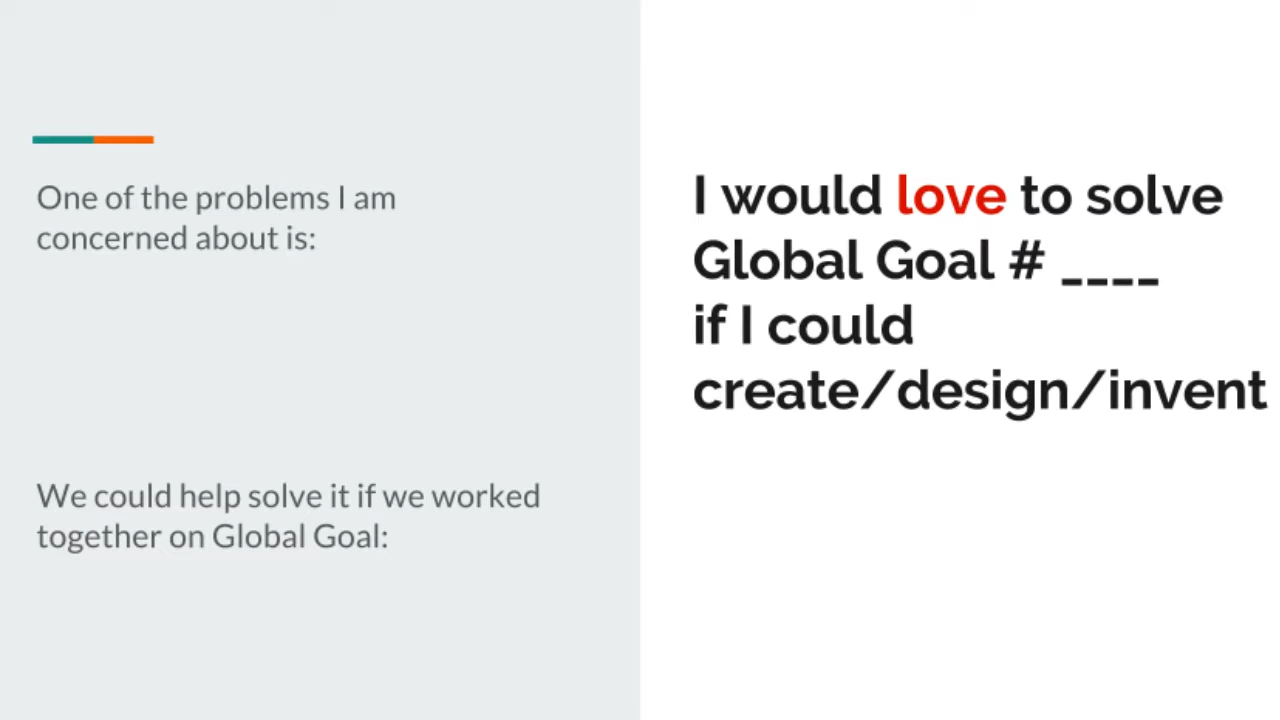 One of the problems I am
concerned about is:
We could help solve it if we worked
together on Global Goal:
I would love to solve
Global Goal # ____
if I could
create/design/invent